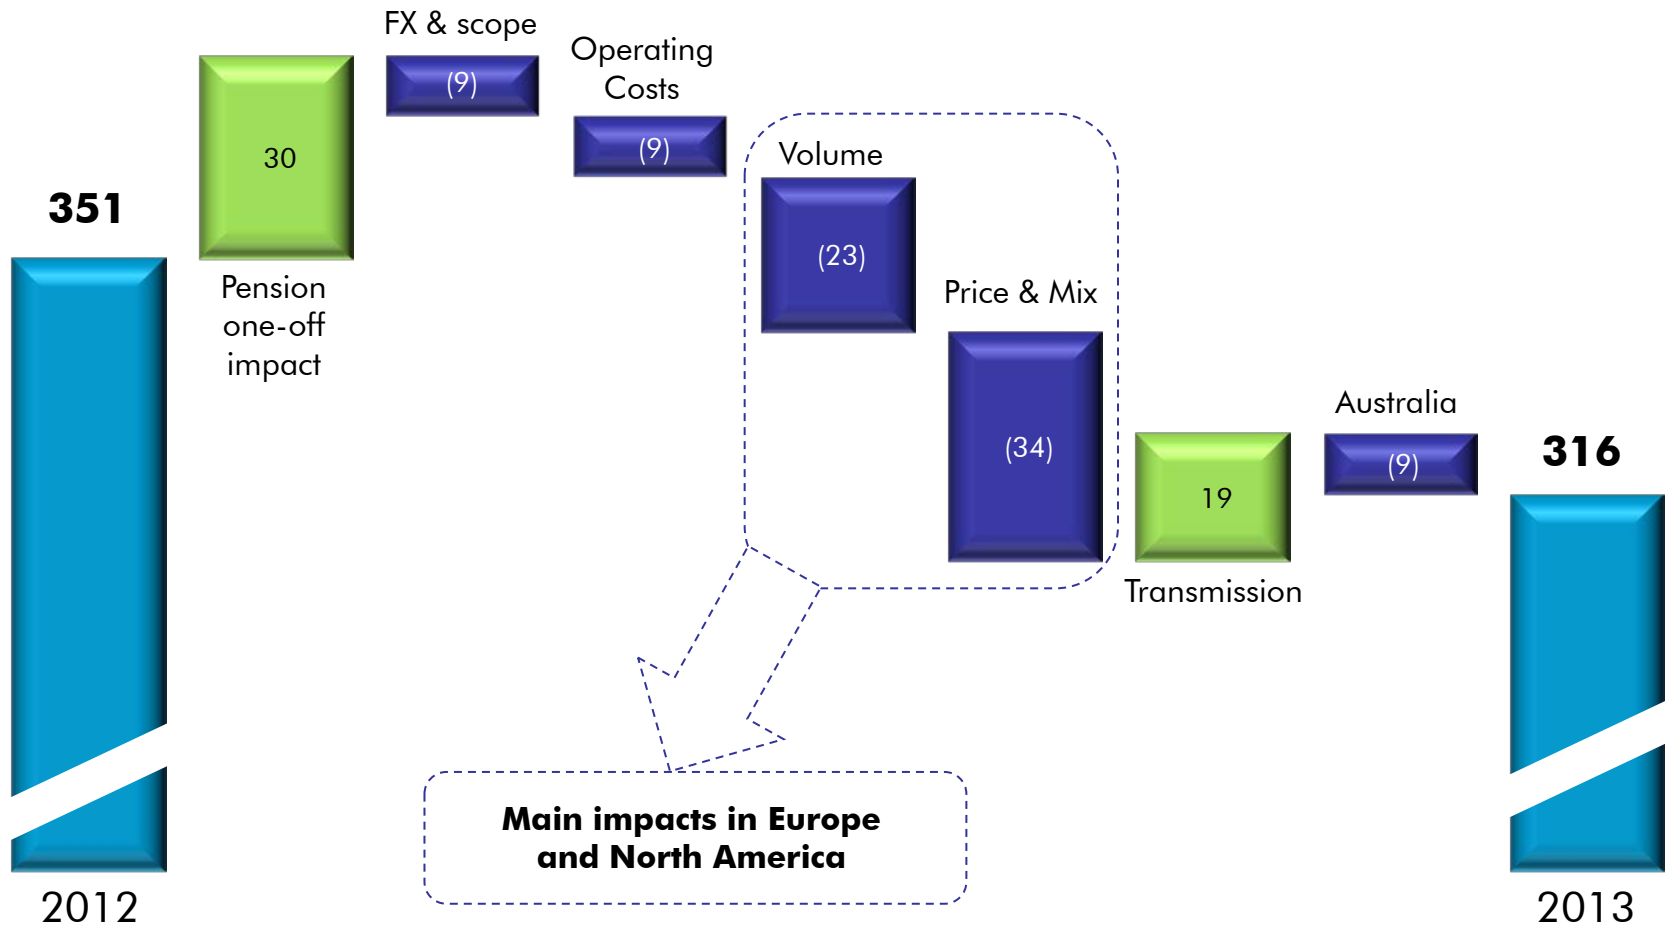 351
2012
30
Pension
one-off
impact
FX & scope
(9)
Operating
Costs
(9)
Volume
(23)
Price & Mix
(34)
19
Transmission
Australia
(9)
316
2013
Main impacts in Europe
and North America